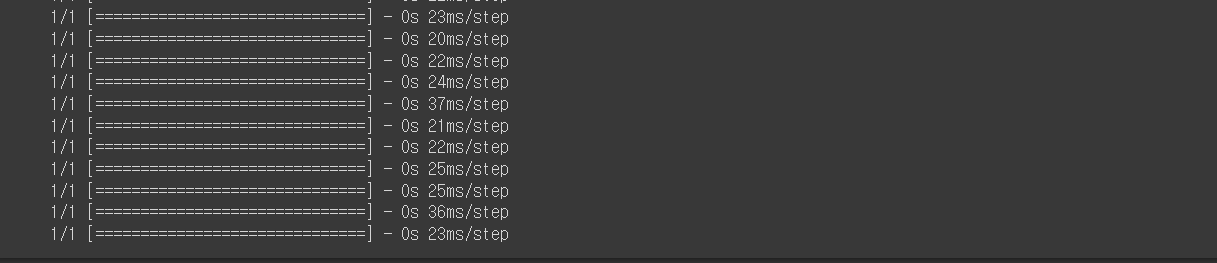 1/1 [==============================] - 0s 23ms/step
1/1 [==============================] - 0s 20ms/step
1/1 [==============================] - 0s 22ms/step
1/1 [==============================] - 0s 24ms/step
1/1 [==============================] - 0s 37ms/step
1/1 [==============================] - 0s 21ms/step
1/1 [==============================] - 0s 22ms/step
1/1 [==============================] - 0s 25ms/step
1/1 [==============================] - 0s 25ms/step
1/1 [==============================] - 0s 36ms/step
1/1 [==============================] - 0s 23ms/step